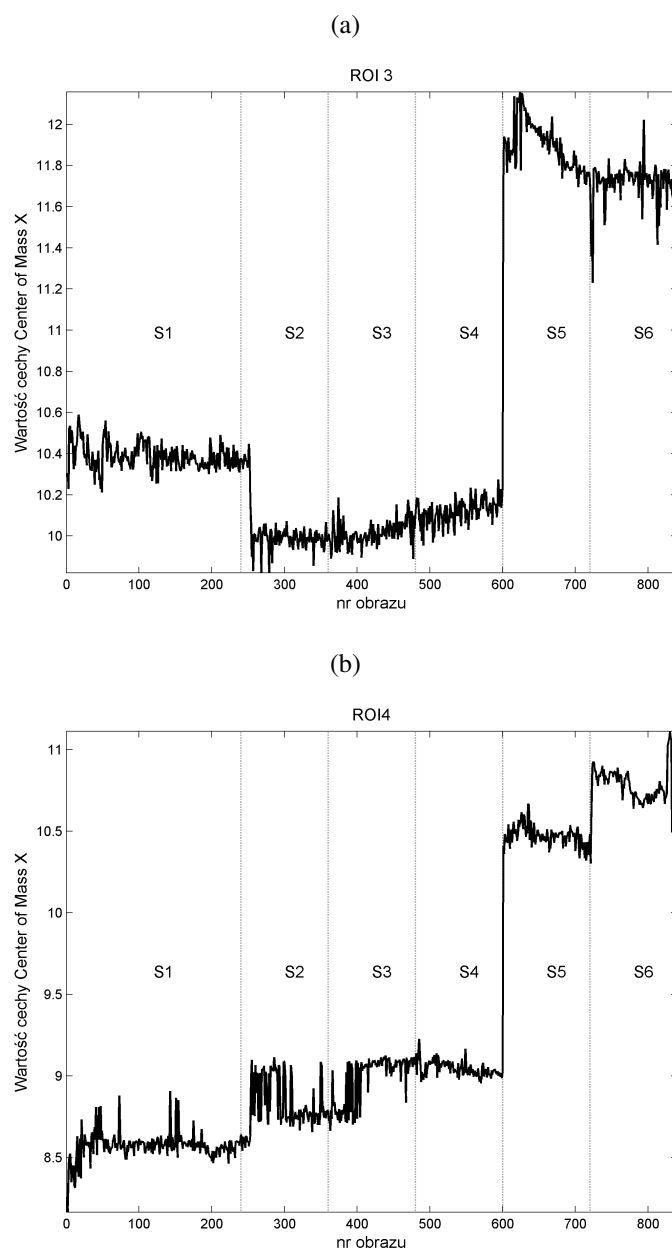 (a)
ROI 3
12
11.8
11.6
11.4
11.2
11
10.8
10.6
10.4
10.2
10
Wartość cechy Center of Mass X
S1 S2 S3 S4 S5 S6
0 100 200 300 400 500 600 700 800
nr obrazu
(b)
ROI4
11
10.5
10
9.5
9
8.5
Wartość cechy Center of Mass X
S1 S2 S3 S4 S5 S6
0 100 200 300 400 500 600 700 800
nr obrazu